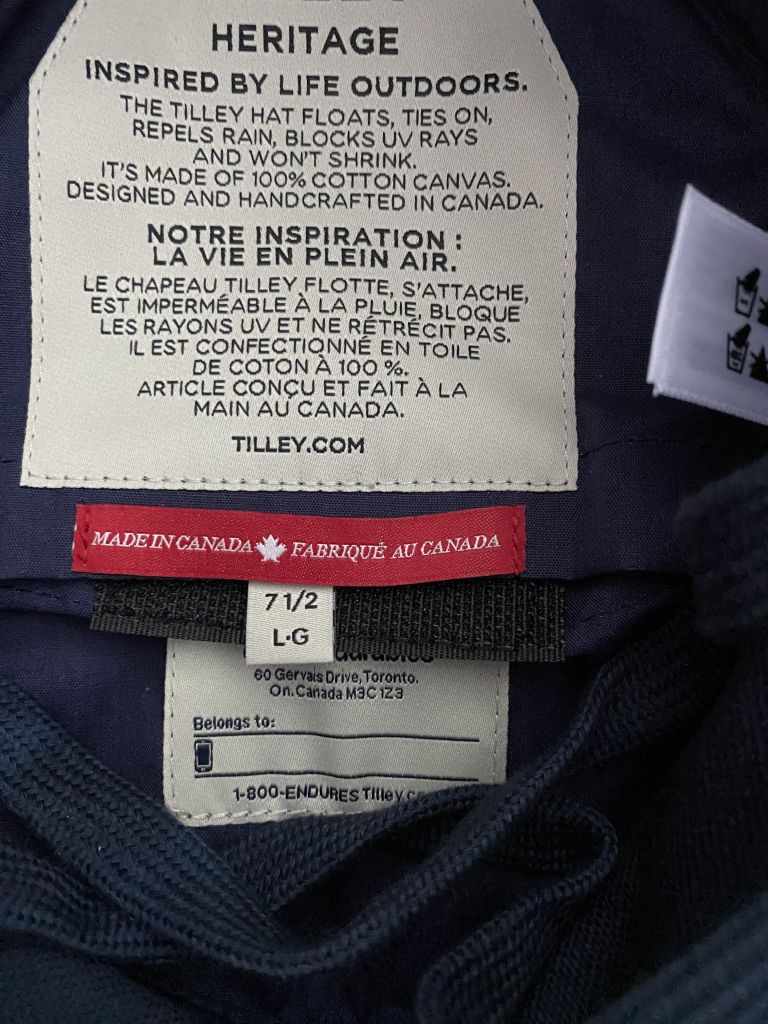 HERITAGE
INSPIRED BY LIFE OUTDOORS.
THE TILLEY HAT FLOATS, TIES ON,
REPELS RAIN, BLOCKS UV RAYS
AND WON'T SHRINK.
IT'S MADE OF 100% COTTON CANVAS.
DESIGNED AND HANDCRAFTED IN CANADA.
NOTRE INSPIRATION :
LA VIE EN PLEIN AIR.
LE CHAPEAU TILLEY FLOTTE, S'ATTACHE,
EST IMPERMÉABLE À LA PLUIE, BLOQUE
LES RAYONS UV ET NE RÉTRÉCIT PAS.
IL EST CONFECTIONNÉ EN TOILE
DE COTON À 100 %.
ARTICLE CONÇU ET FAIT À LA
MAIN AU CANADA.
TILLEY.COM
MADE IN CANADA FABRIQUÉ AU CANADA
7 1/2
L·G
60 Gervais Drive, Toronto.
On. Canada M3C 1Z3
Belongs to:
1-800-ENDURES Tilley